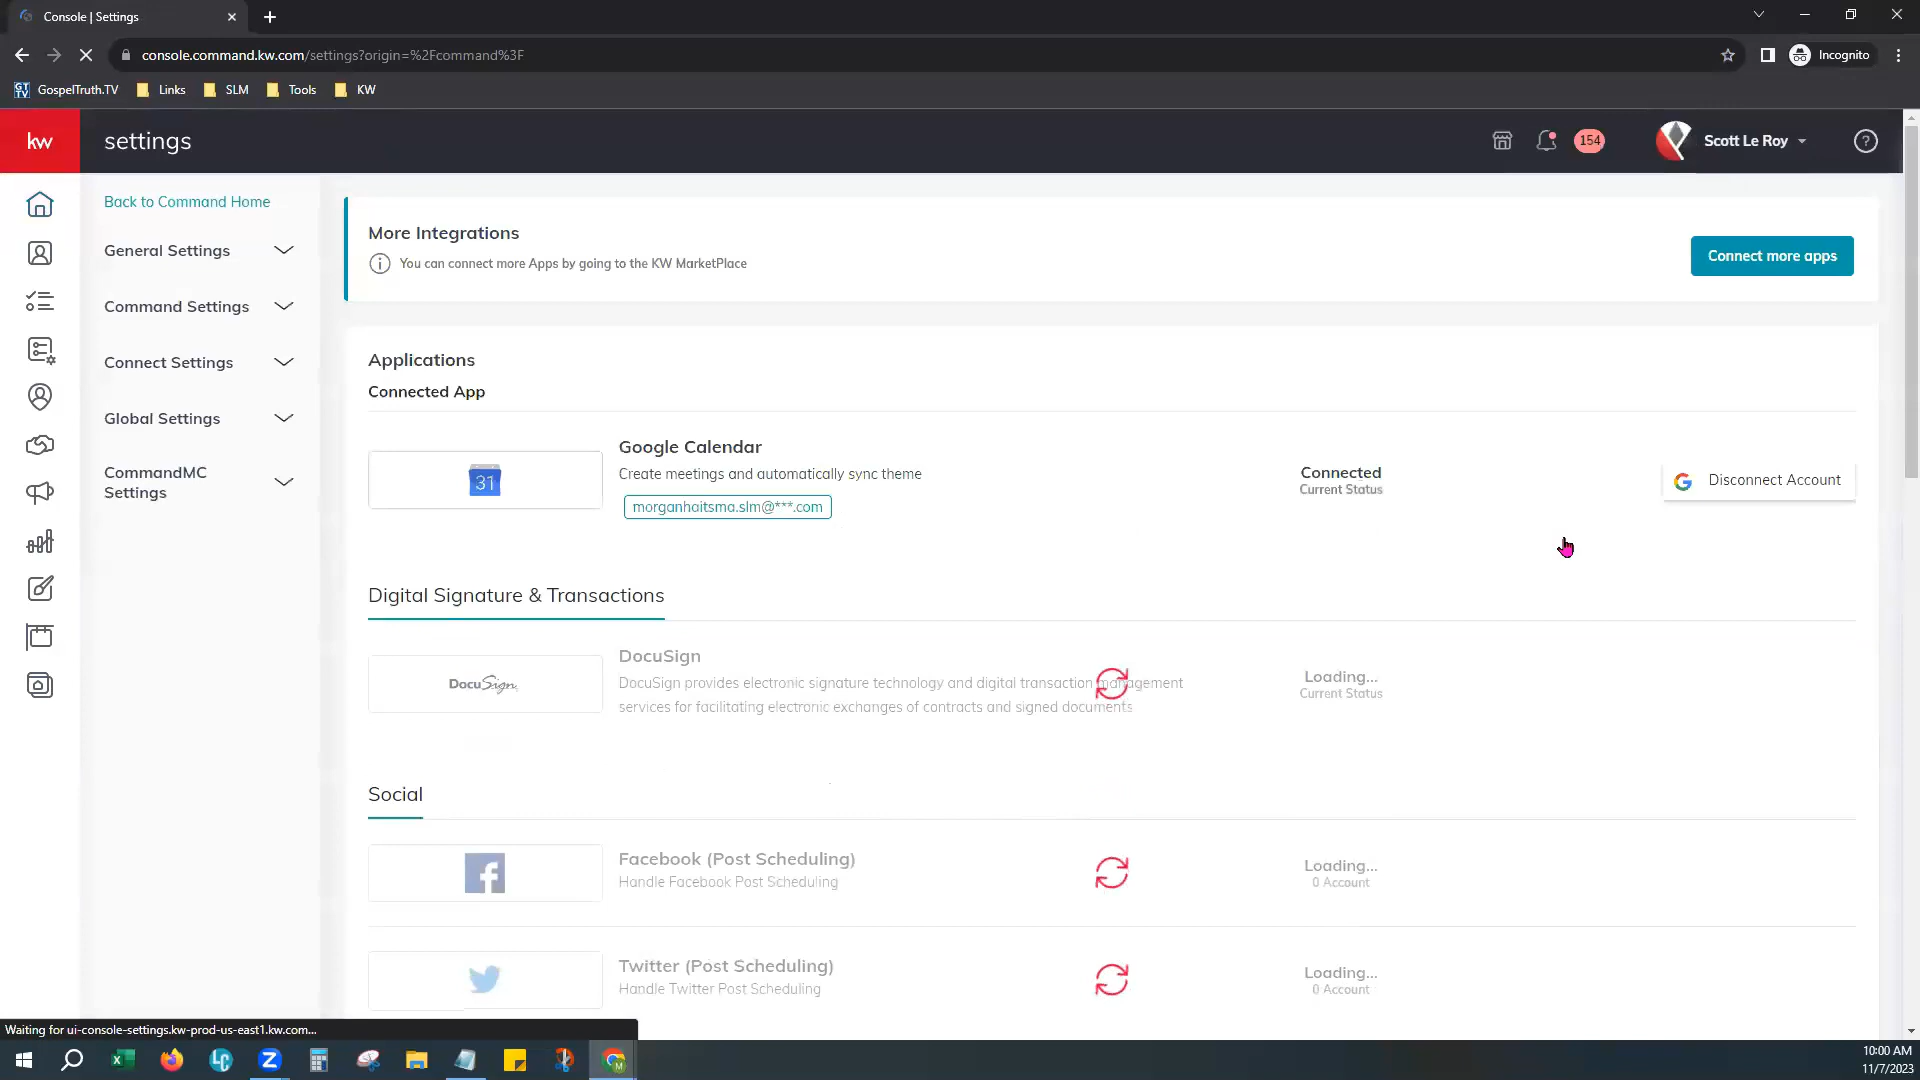 Console | Settings
console.command.kw.com/settings?origin=%2Fcommand%3F
Incognito
GT TV
GospelTruth.TV
Links
SLM
Tools
KW
kw
settings
154
Scott Le Roy
?
Back to Command Home
General Settings
Command Settings
Connect Settings
Global Settings
CommandMC
Settings
More Integrations
You can connect more Apps by going to the KW MarketPlace
Connect more apps
Applications
Connected App
31
Google Calendar
Create meetings and automatically sync theme
morganhaitsma.slm@***.com
Connected
Current Status
Disconnect Account
Digital Signature & Transactions
DocuSign
DocuSign
DocuSign provides electronic signature technology and digital transaction management
services for facilitating electronic exchanges of contracts and signed documents
Loading...
Current Status
Social
Facebook (Post Scheduling)
Handle Facebook Post Scheduling
Loading...
0 Account
Twitter (Post Scheduling)
Handle Twitter Post Scheduling
Loading...
0 Account
Waiting for ui-console-settings.kw-prod-us-east1.kw.com...
10:00 AM
11/7/2023